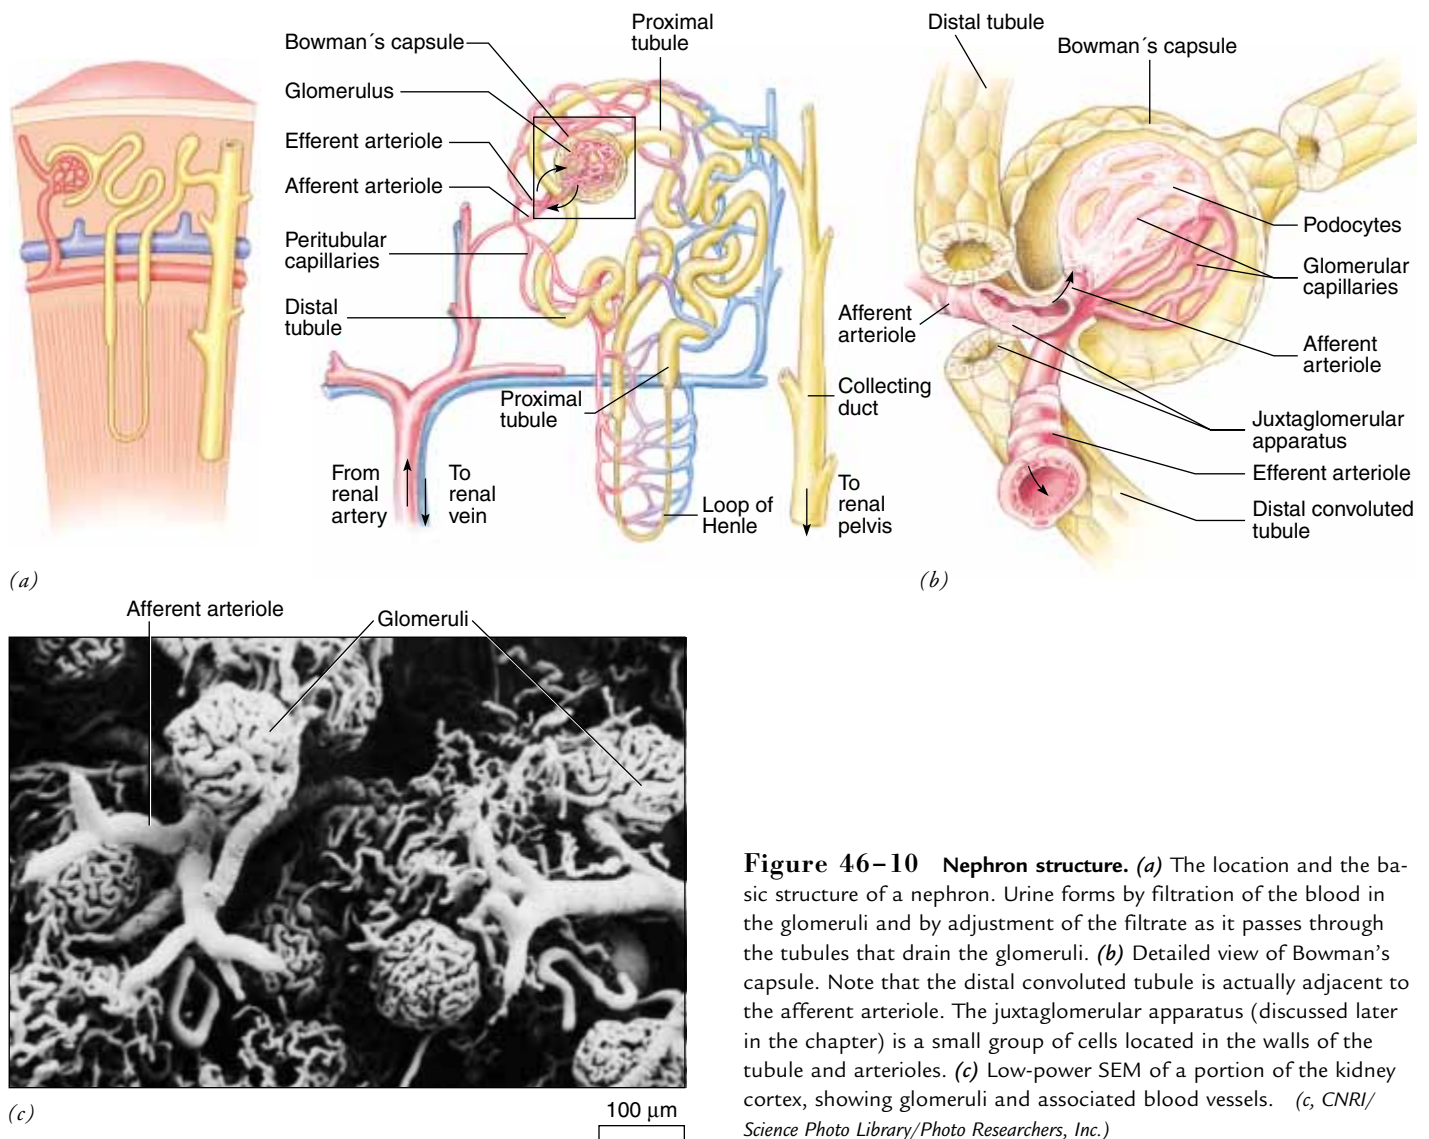 Bowman´s capsule
Glomerulus
Efferent arteriole
Afferent arteriole
Peritubular
capillaries
Distal
tubule
Proximal
tubule
Proximal
tubule
From
renal
artery
To
renal
vein
Loop of
Henle
Collecting
duct
To
renal
pelvis
(a)
Distal tubule
Bowman´s capsule
Podocytes
Glomerular
capillaries
Afferent
arteriole
Afferent
arteriole
Juxtaglomerular
apparatus
Efferent arteriole
Distal convoluted
tubule
(b)
Afferent arteriole
Glomeruli
(c)
100 µm
Figure 46–10 Nephron structure. (a) The location and the ba-
sic structure of a nephron. Urine forms by filtration of the blood in
the glomeruli and by adjustment of the filtrate as it passes through
the tubules that drain the glomeruli. (b) Detailed view of Bowman's
capsule. Note that the distal convoluted tubule is actually adjacent to
the afferent arteriole. The juxtaglomerular apparatus (discussed later
in the chapter) is a small group of cells located in the walls of the
tubule and arterioles. (c) Low-power SEM of a portion of the kidney
cortex, showing glomeruli and associated blood vessels. (c, CNRI/
Science Photo Library/Photo Researchers, Inc.)